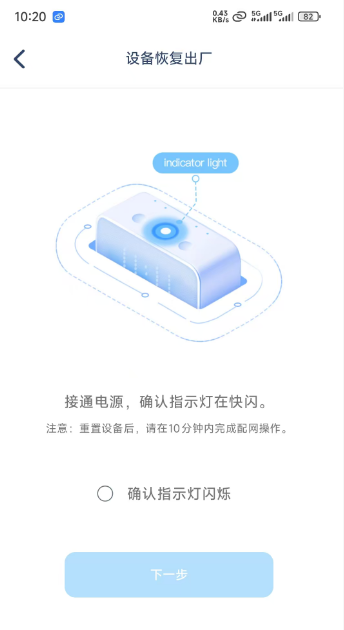 10:20
0.43 KB/s 5G 5G 82
设备恢复出厂
indicator light
接通电源，确认指示灯在快闪。
注意：重置设备后，请在10分钟内完成配网操作。
确认指示灯闪烁
下一步